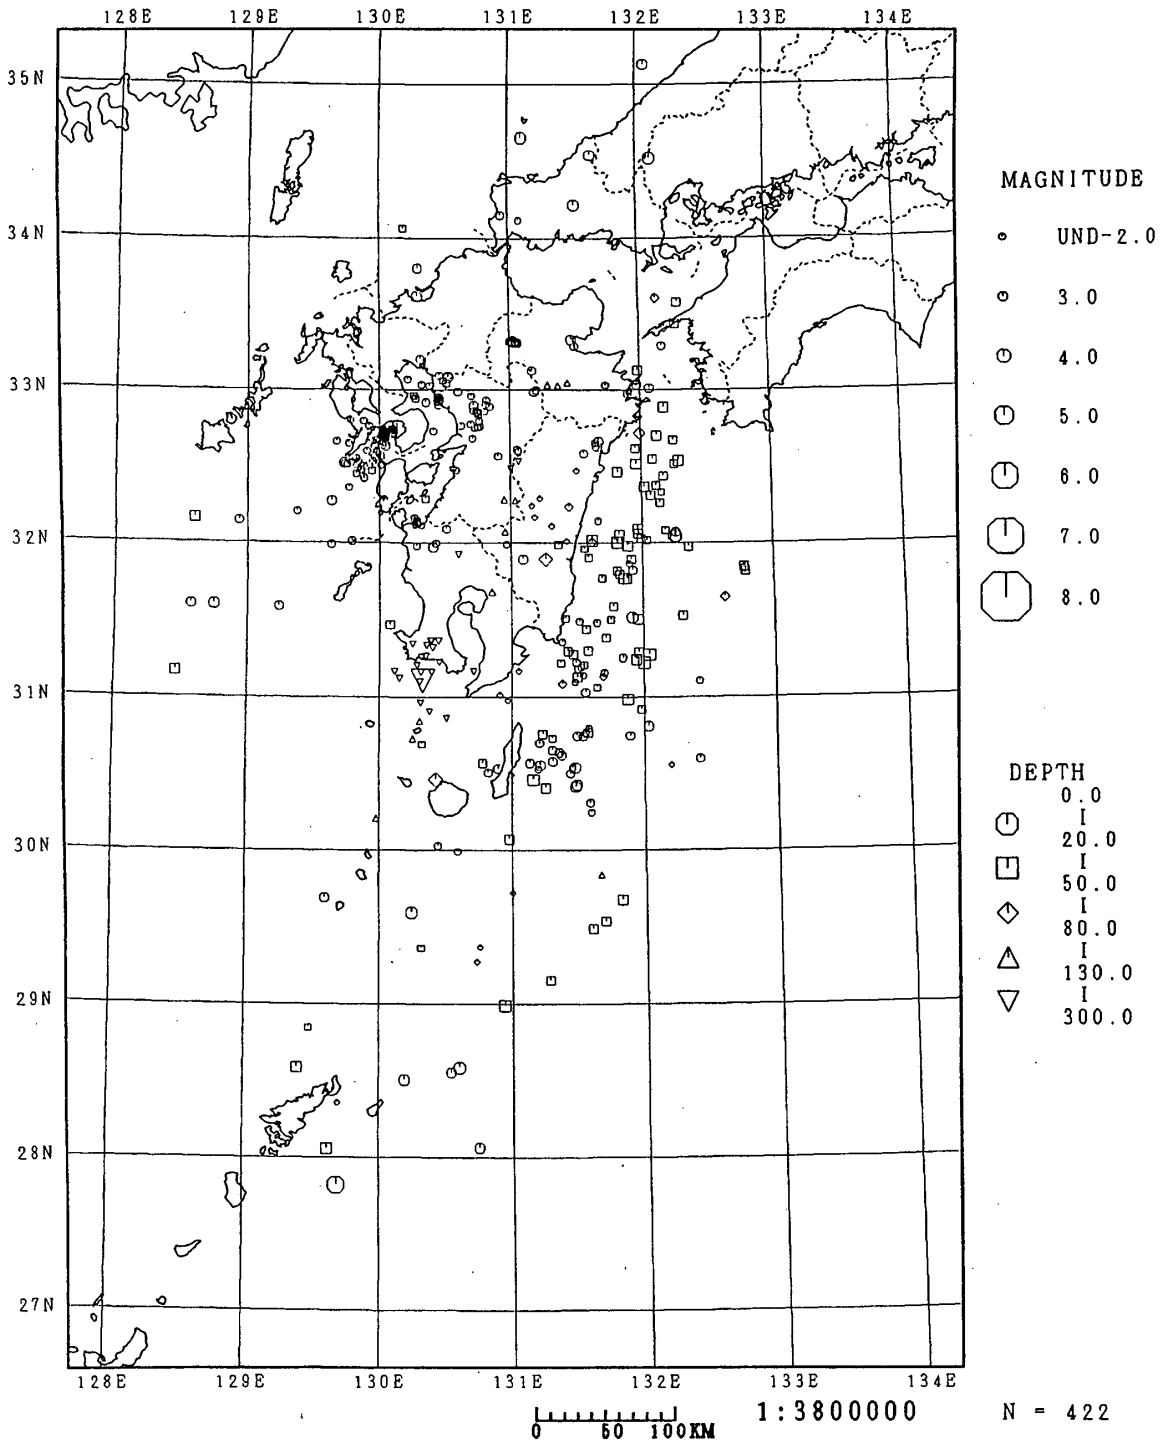 128E 129E 130E 131E 132E 133E 134E
35N
34N
33N
32N
31N
30N
29N
28N
27N
128E 129E 130E 131E 132E 133E 134E
0 50 100KM
1:3800000
N = 422
MAGNITUDE
UND-2.0
3.0
4.0
5.0
6.0
7.0
8.0
DEPTH
0.0
I
20.0
I
50.0
I
80.0
I
130.0
I
300.0